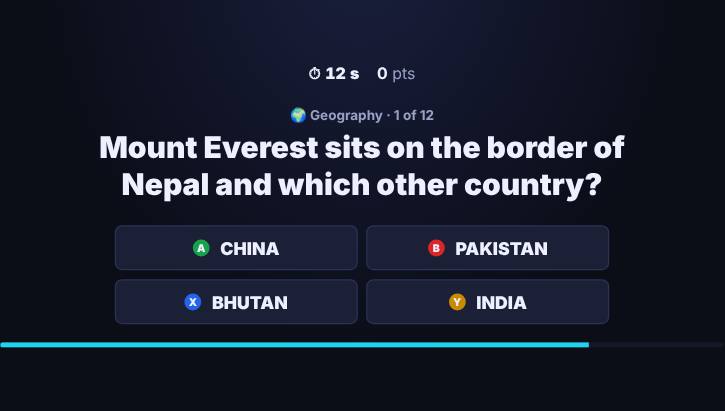 ⏱ 12 s 0 pts
🌍 Geography · 1 of 12
Mount Everest sits on the border of
Nepal and which other country?
A CHINA
B PAKISTAN
X BHUTAN
Y INDIA